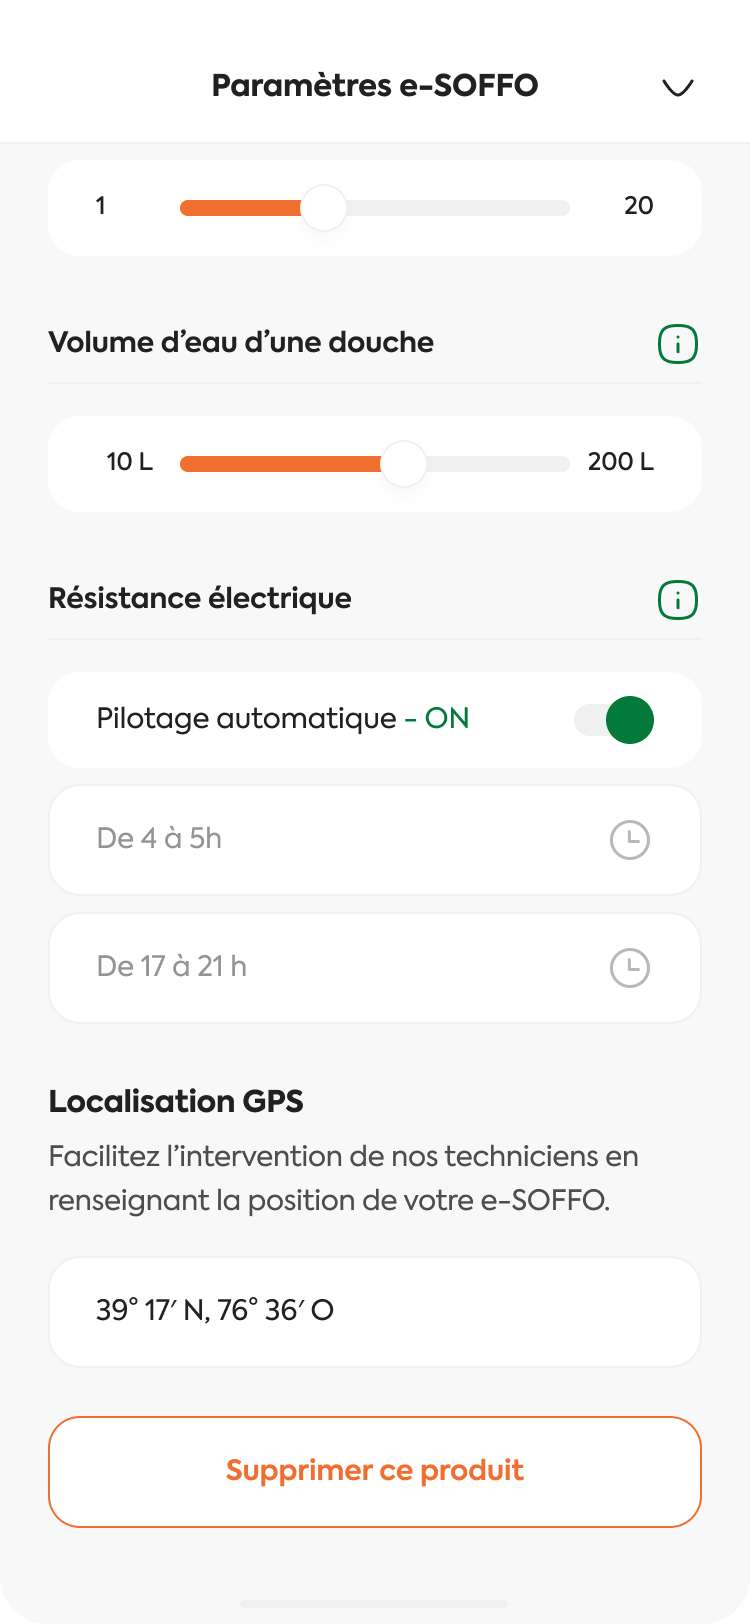 Paramètres e-SOFFO
1 20
Volume d’eau d’une douche
10 L 200 L
Résistance électrique
Pilotage automatique - ON
De 4 à 5h
De 17 à 21 h
Localisation GPS
Facilitez l’intervention de nos techniciens en
renseignant la position de votre e-SOFFO.
39° 17′ N, 76° 36′ O
Supprimer ce produit